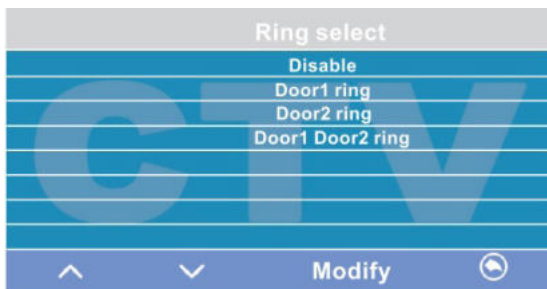 Ring select
Disable
Door1 ring
Door2 ring
Door1 Door2 ring
CTV
Modify